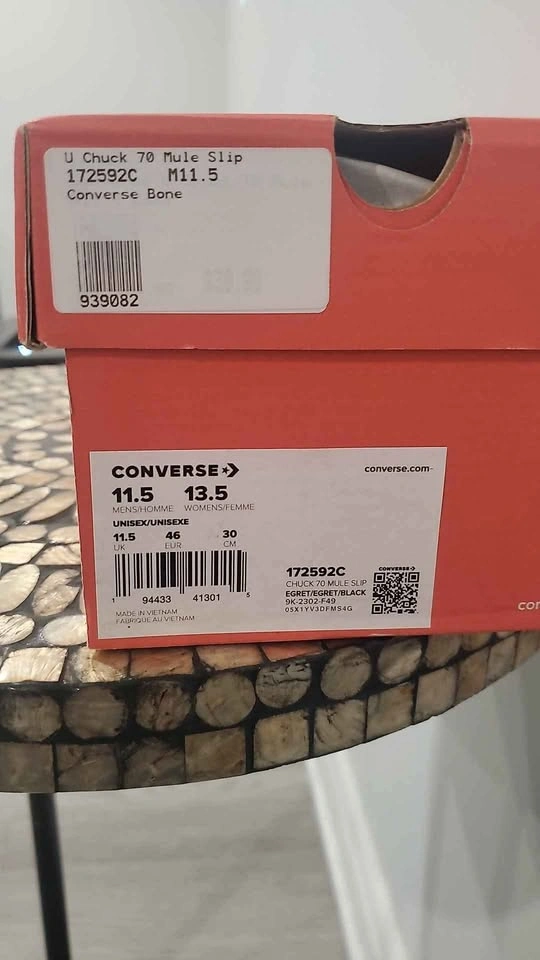 U Chuck 70 Mule Slip
172592C M11.5
Converse Bone
939082
CONVERSE
converse.com
11.5 13.5
MENS/HOMME WOMENS/FEMME
UNISEX/UNISEXE
11.5 46 30
UK EUR CM
1 94433 41301 5
MADE IN VIETNAM
FABRIQUE AU VIETNAM
172592C
CHUCK 70 MULE SLIP
EGRET/EGRET/BLACK
9K-2302-F49
05X1YV3DFMS4G
CONVERSE